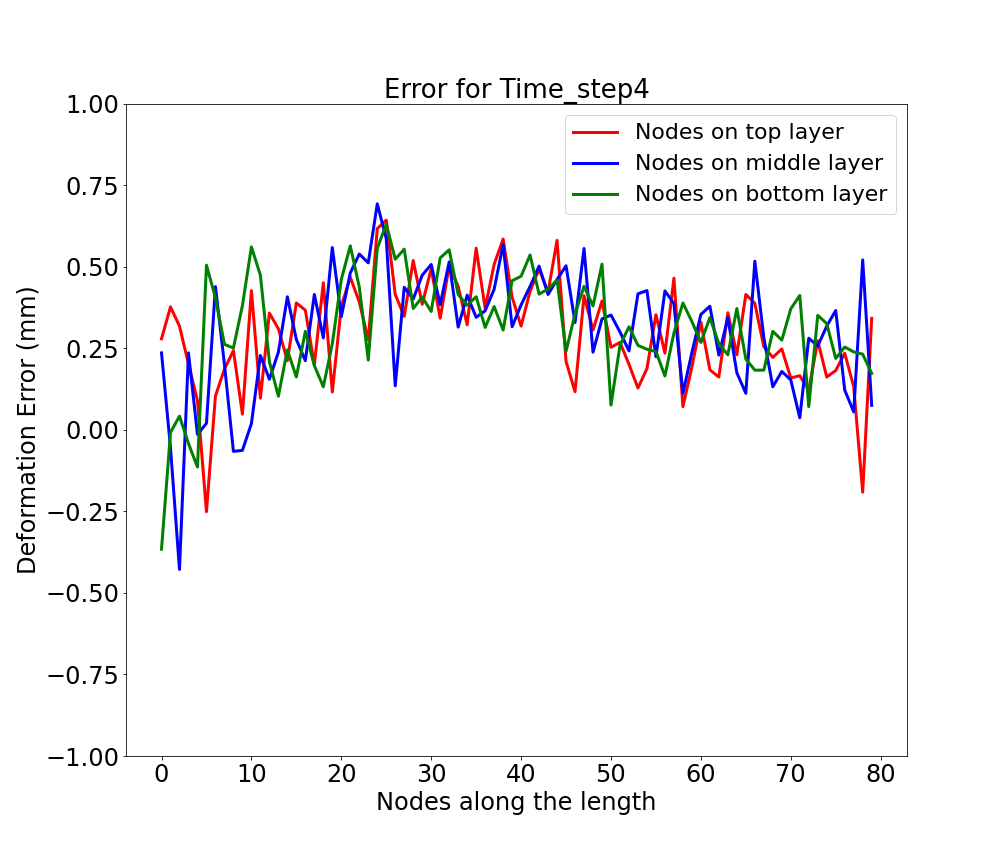 Error for Time_step4
1.00
0.75
0.50
0.25
0.00
−0.25
−0.50
−0.75
−1.00
Deformation Error (mm)
Nodes on top layer
Nodes on middle layer
Nodes on bottom layer
0 10 20 30 40 50 60 70 80
Nodes along the length